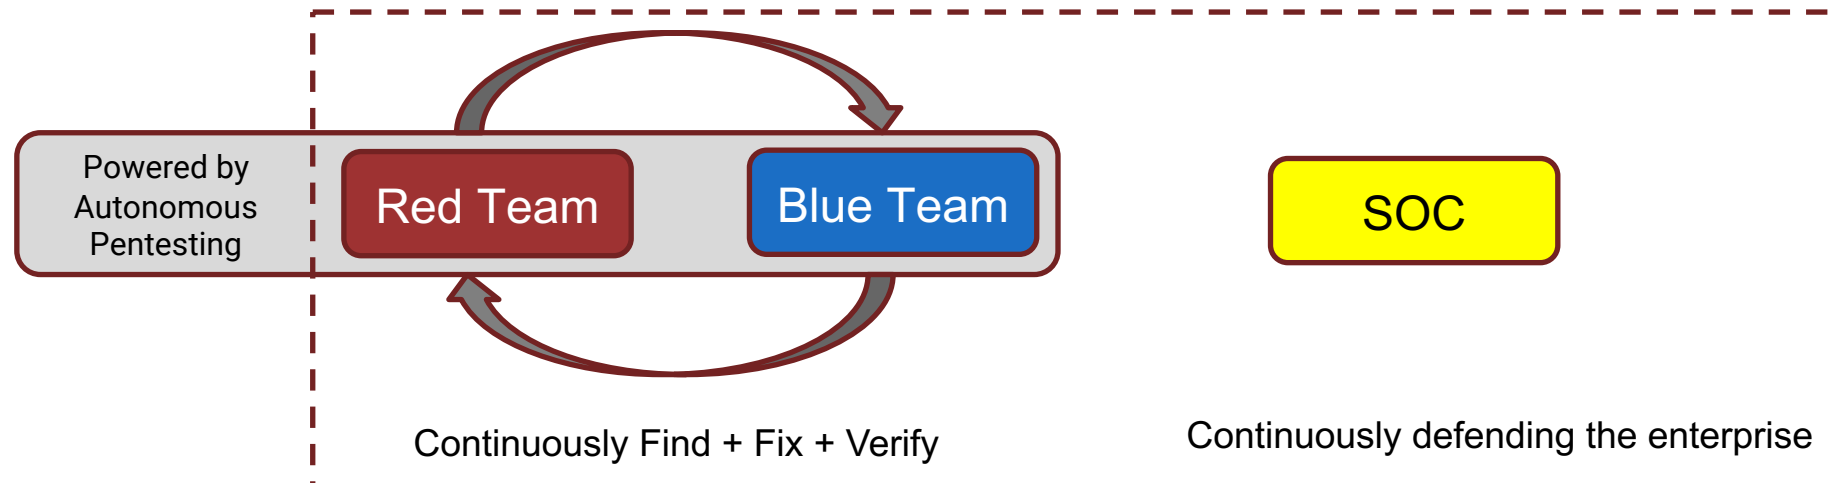 Powered by
Autonomous
Pentesting
Red Team
Blue Team
SOC
Continuously Find + Fix + Verify
Continuously defending the enterprise